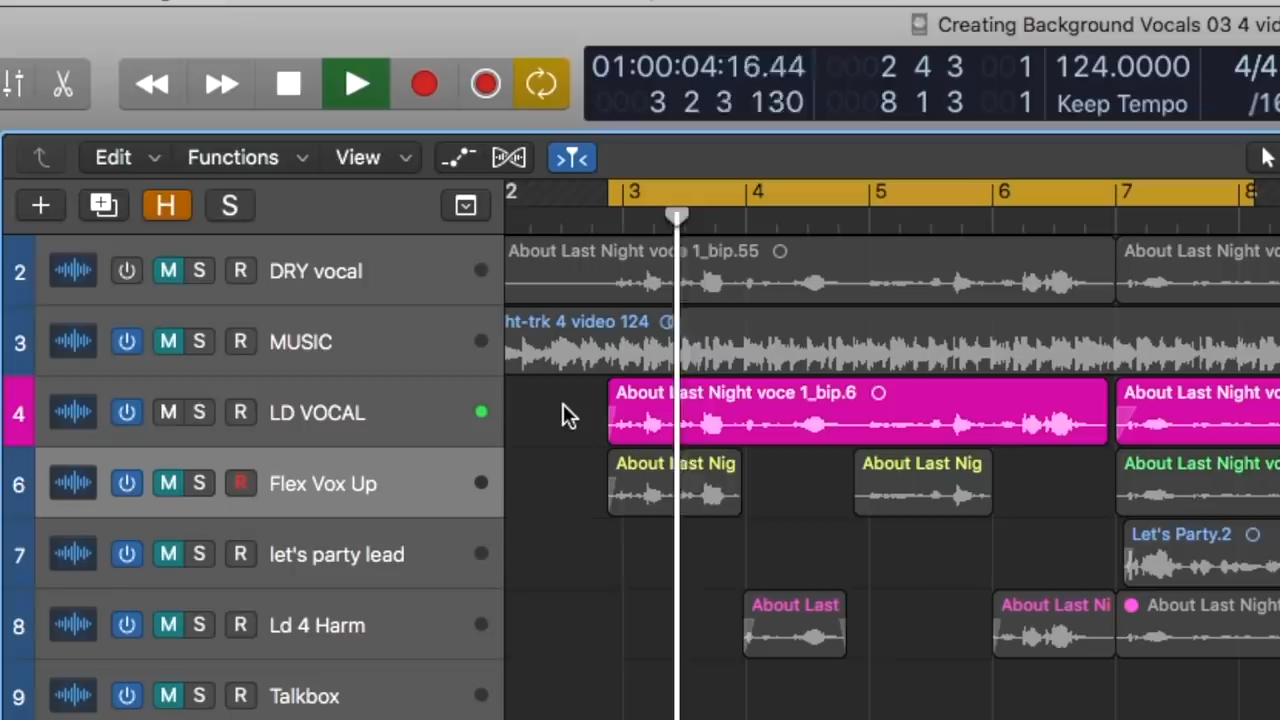 Creating Background Vocals 03 4 vid
01:00:04:16.44
3 2 3 130
2 4 3 1
8 1 3 1
124.0000
Keep Tempo
4/4
/16
Edit Functions View
H S
2 3 4 5 6 7 8
2 M S R DRY vocal
About Last Night voce 1_bip.55
About Last Night vo
3 M S R MUSIC
ht-trk 4 video 124
4 M S R LD VOCAL
About Last Night voce 1_bip.6
About Last Night vo
6 M S R Flex Vox Up
About Last Nig
About Last Nig
About Last Night vo
7 M S R let's party lead
Let's Party.2
8 M S R Ld 4 Harm
About Last
About Last Ni
About Last Night
9 M S R Talkbox